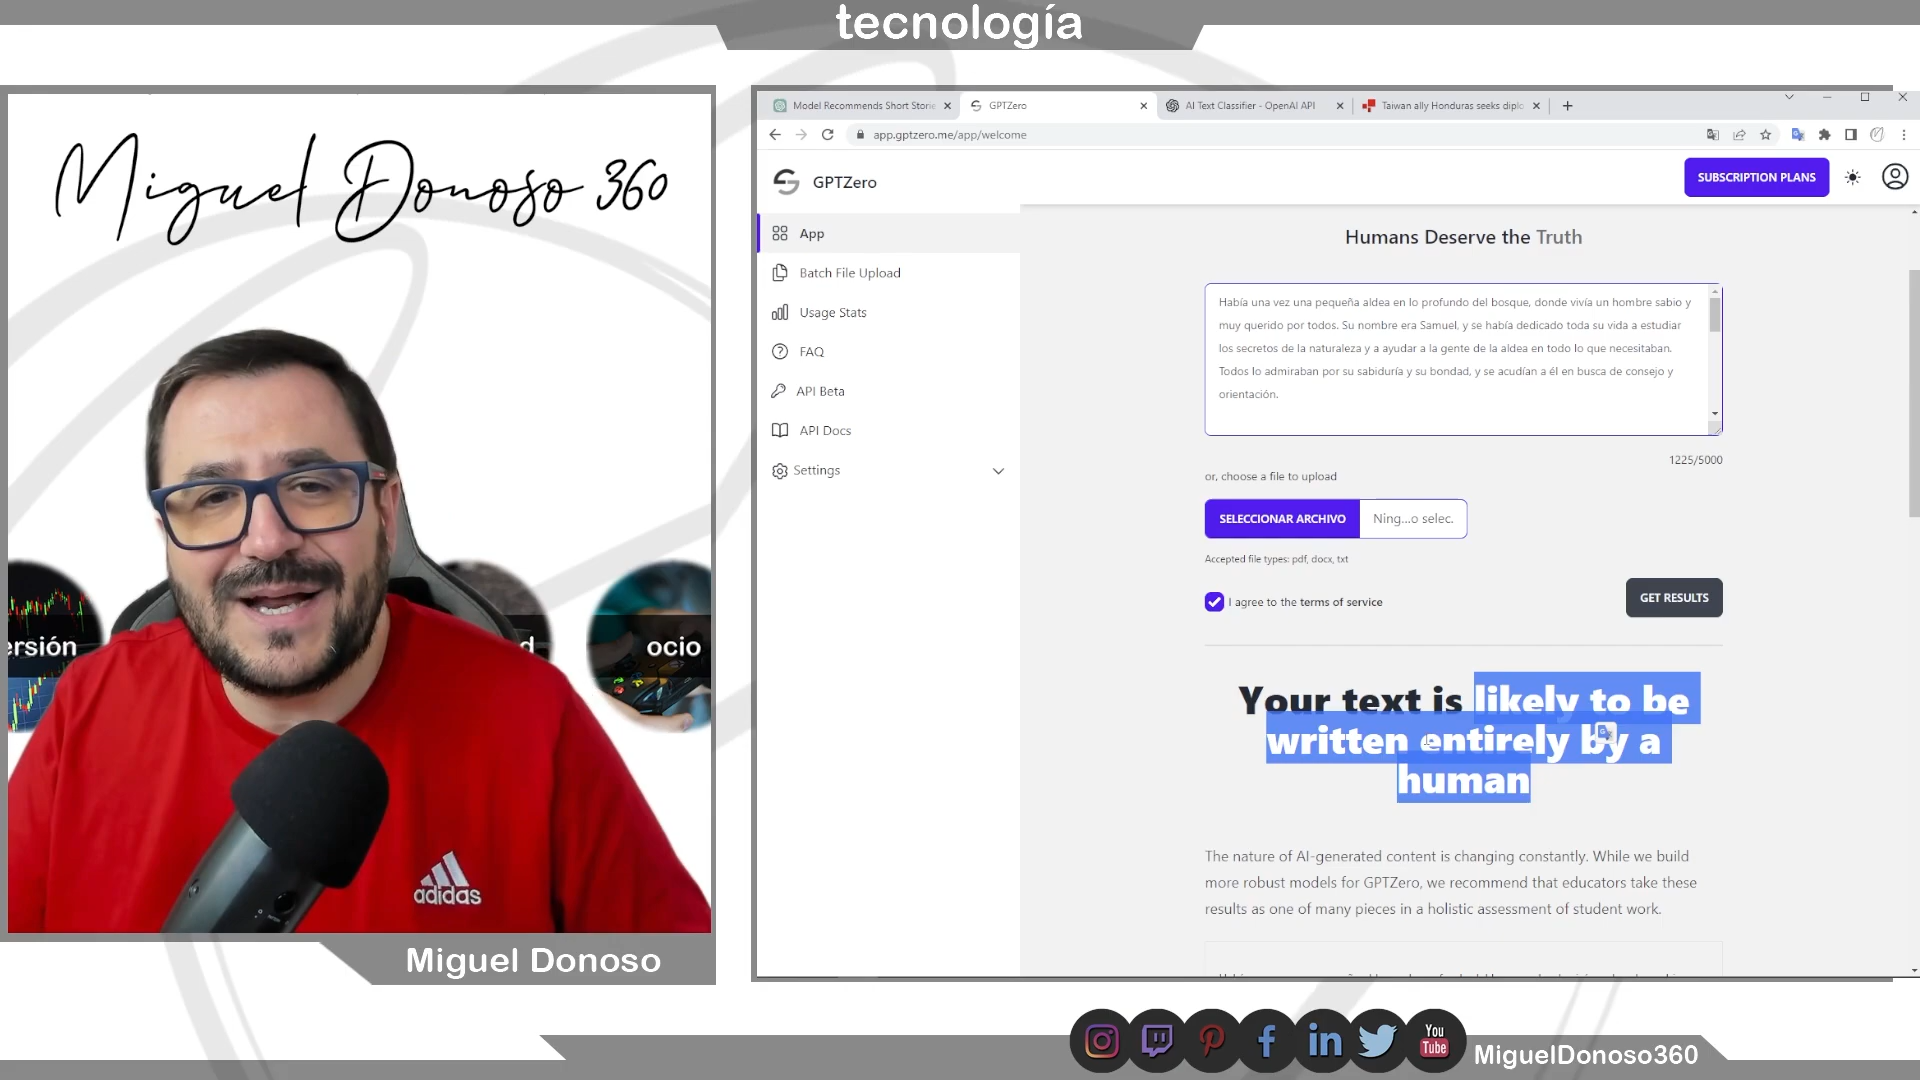 tecnología
Miguel Donoso 360
ersión
d
ocio
adidas
Miguel Donoso
Model Recommends Short Storie
GPTZero
AI Text Classifier - OpenAI API
Taiwan ally Honduras seeks diplo
app.gptzero.me/app/welcome
GPTZero
SUBSCRIPTION PLANS
App
Batch File Upload
Usage Stats
FAQ
API Beta
API Docs
Settings
Humans Deserve the Truth
Había una vez una pequeña aldea en lo profundo del bosque, donde vivía un hombre sabio y
muy querido por todos. Su nombre era Samuel, y se había dedicado toda su vida a estudiar
los secretos de la naturaleza y a ayudar a la gente de la aldea en todo lo que necesitaban.
Todos lo admiraban por su sabiduría y su bondad, y se acudían a él en busca de consejo y
orientación.
1225/5000
or, choose a file to upload
SELECCIONAR ARCHIVO
Ning...o selec.
Accepted file types: pdf, docx, txt
I agree to the terms of service
GET RESULTS
Your text is likely to be
written entirely by a
human
The nature of AI-generated content is changing constantly. While we build
more robust models for GPTZero, we recommend that educators take these
results as one of many pieces in a holistic assessment of student work.
You
Tube
MiguelDonoso360